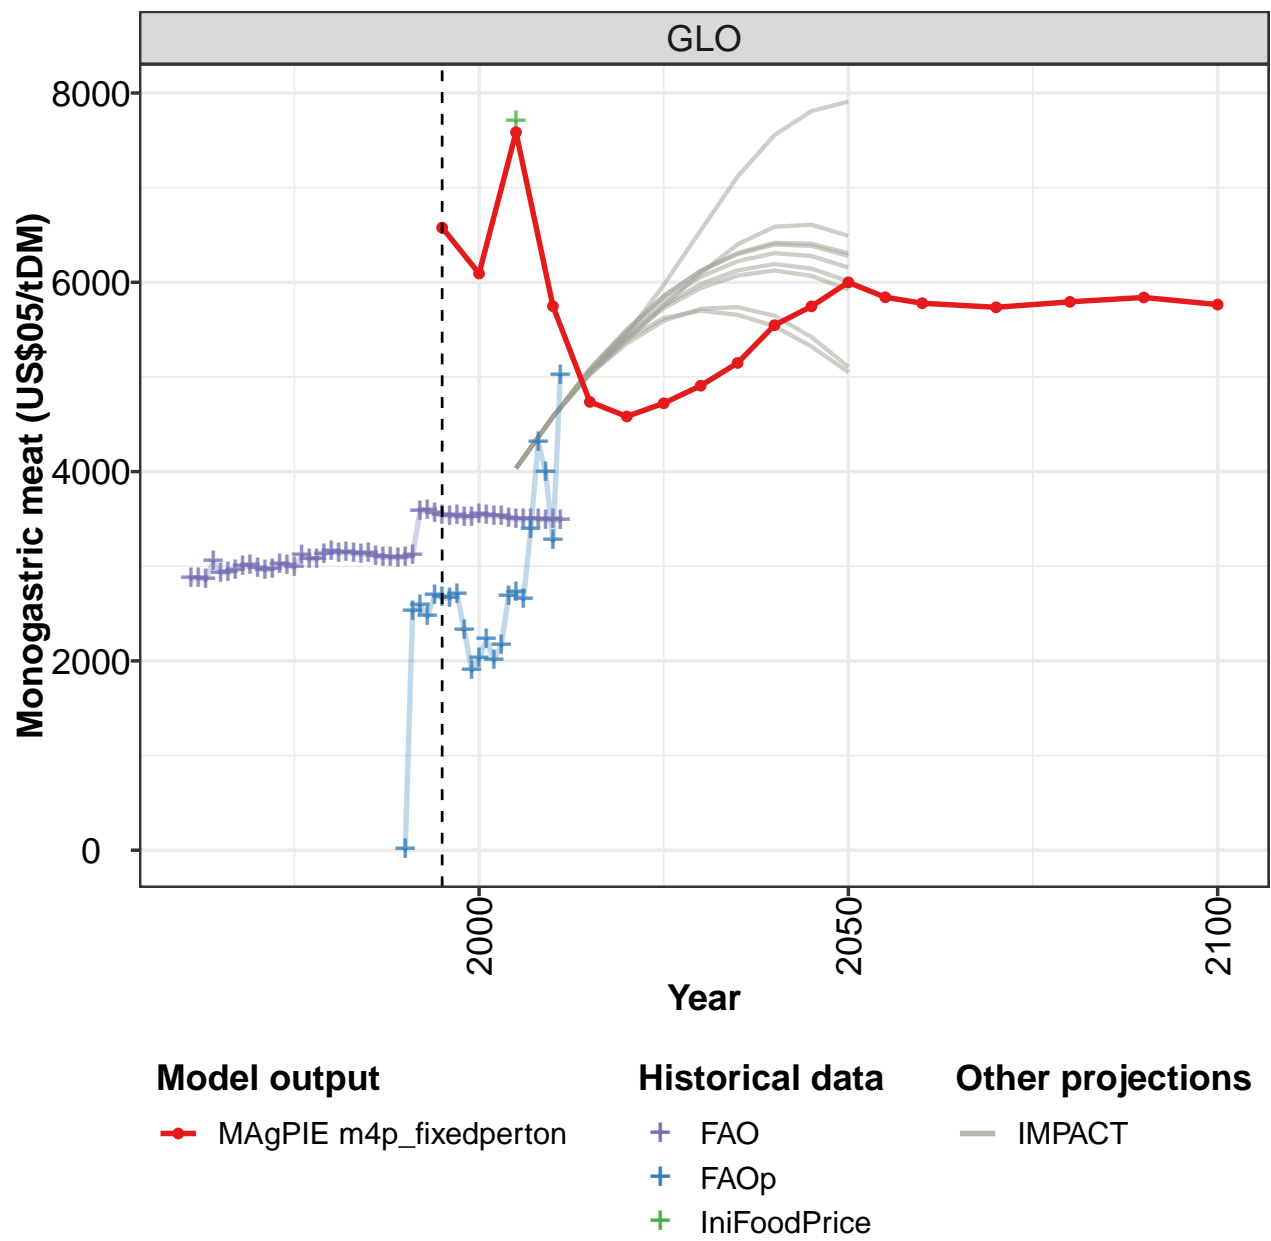 GLO
Monogastric meat (US$05/tDM)
8000
6000
4000
2000
0
2000
2050
2100
Year
Model output
MAgPIE m4p_fixedperton
Historical data
FAO
FAOp
IniFoodPrice
Other projections
IMPACT